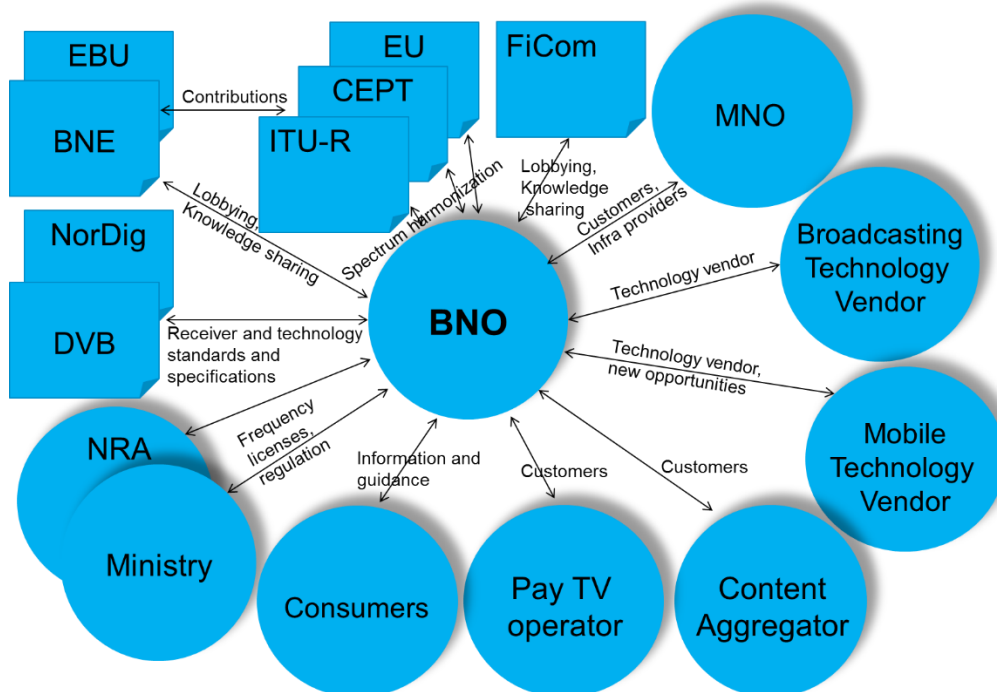 EBU
BNE
Contributions
EU
CEPT
ITU-R
FiCom
MNO
Lobbying,
Knowledge sharing
Spectrum harmonization
Lobbying,
Knowledge
sharing
Customers,
Infra providers
NorDig
DVB
Receiver and technology
standards and
specifications
BNO
Technology vendor
Broadcasting
Technology
Vendor
Technology vendor,
new opportunities
Mobile
Technology
Vendor
NRA
Ministry
Frequency
licenses,
regulation
Information and
guidance
Customers
Customers
Consumers
Pay TV
operator
Content
Aggregator